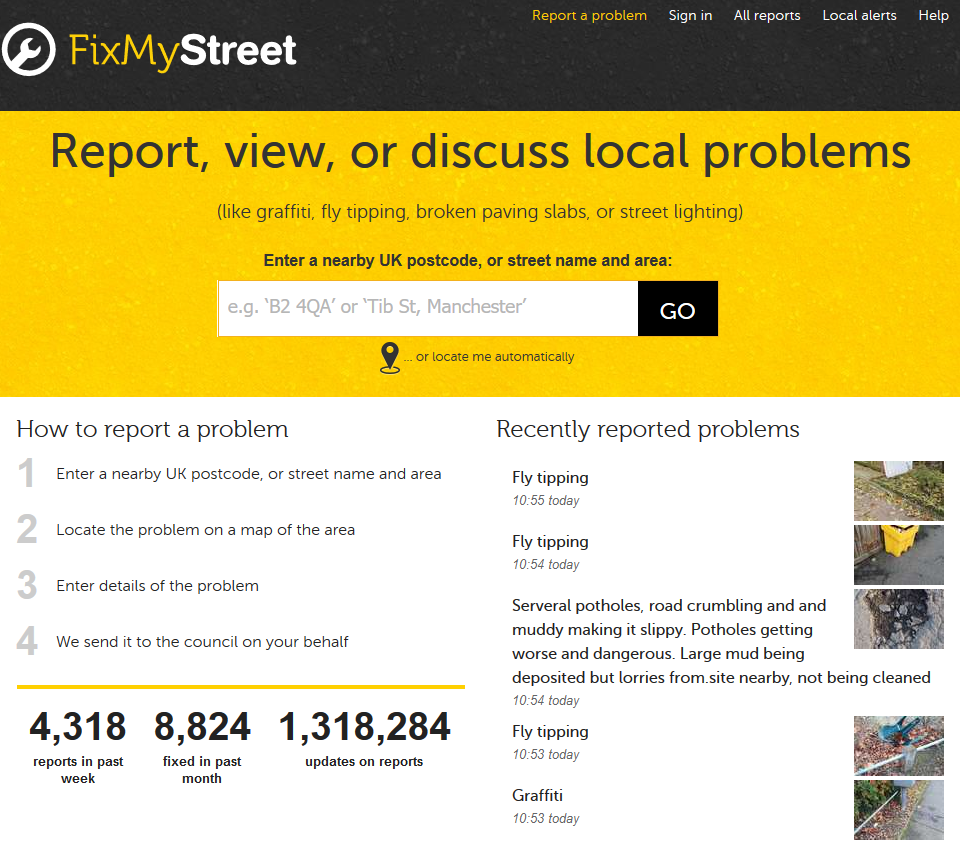 Report a problem Sign in All reports Local alerts Help
FixMyStreet
Report, view, or discuss local problems
(like graffiti, fly tipping, broken paving slabs, or street lighting)
Enter a nearby UK postcode, or street name and area:
e.g. ‘B2 4QA’ or ‘Tib St, Manchester’
GO
... or locate me automatically
How to report a problem
1 Enter a nearby UK postcode, or street name and area
2 Locate the problem on a map of the area
3 Enter details of the problem
4 We send it to the council on your behalf
4,318 8,824 1,318,284
reports in past fixed in past updates on reports
week month
Recently reported problems
Fly tipping
10:55 today
Fly tipping
10:54 today
Serveral potholes, road crumbling and and
muddy making it slippy. Potholes getting
worse and dangerous. Large mud being
deposited but lorries from.site nearby, not being cleaned
10:54 today
Fly tipping
10:53 today
Graffiti
10:53 today